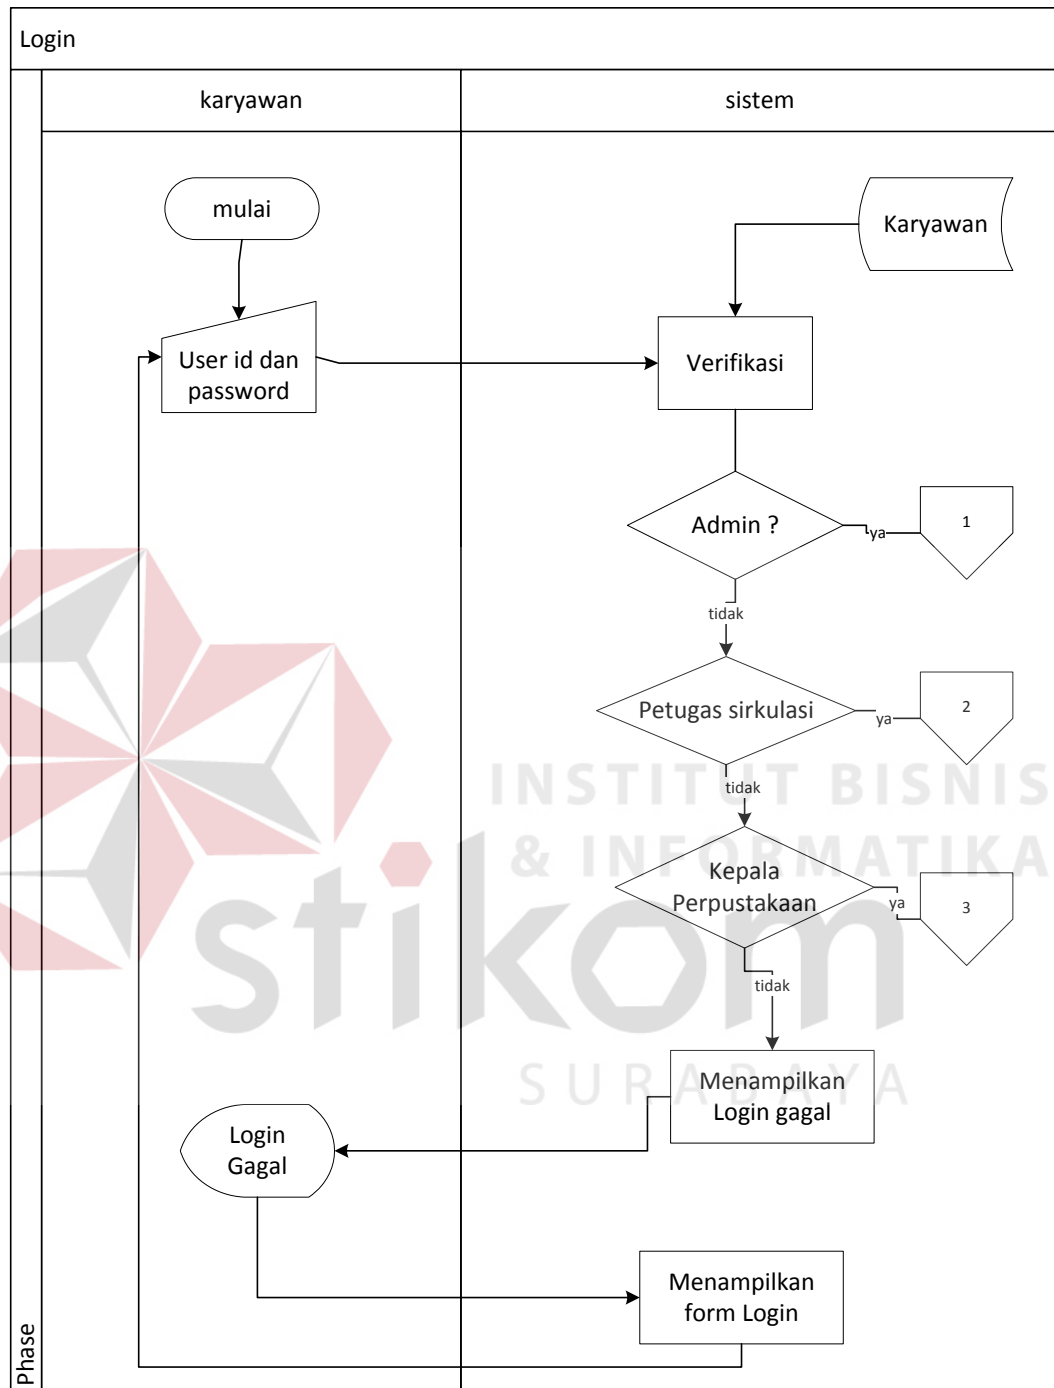 Login
karyawan
sistem
mulai
Karyawan
User id dan
password
Verifikasi
Admin ?
ya
1
tidak
Petugas sirkulasi
ya
2
tidak
Kepala
Perpustakaan
ya
3
tidak
Menampilkan
Login gagal
Login
Gagal
Menampilkan
form Login
Phase
INSTITUT BISNIS
& INFORMATIKA
stikom
SURABAYA